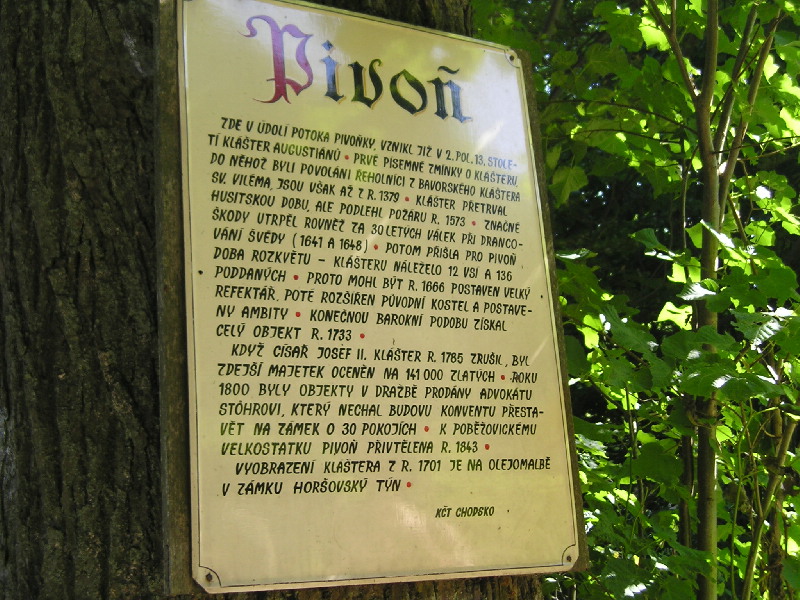 Pivoň
ZDE V ÚDOLÍ POTOKA PIVOŇKY, VZNIKL JIŽ V 2. POL. 13. STOLE-
TÍ KLÁŠTER AUGUSTIÁNŮ • PRVÉ PÍSEMNÉ ZMÍNKY O KLÁŠTERU,
DO NĚHOŽ BYLI POVOLÁNI ŘEHOLNÍCI Z BAVORSKÉHO KLÁŠTERA
SV. VILÉMA, JSOU VŠAK AŽ Z R. 1379 • KLÁŠTER PŘETRVAL
HUSITSKOU DOBU, ALE PODLEHL POŽÁRU R. 1573 • ZNAČNÉ
ŠKODY UTRPĚL ROVNĚŽ ZA 30 LETÝCH VÁLEK PŘI DRANCO-
VÁNÍ ŠVÉDY (1641 A 1648) • POTOM PŘIŠLA PRO PIVOŇ
DOBA ROZKVĚTU – KLÁŠTERU NÁLEŽELO 12 VSÍ A 136
PODDANÝCH • PROTO MOHL BÝT R. 1666 POSTAVEN VELKÝ
REFEKTÁŘ, POTÉ ROZŠÍŘEN PŮVODNÍ KOSTEL A POSTAVE-
NY AMBITY • KONEČNOU BAROKNÍ PODOBU ZÍSKAL
CELÝ OBJEKT R. 1733 •
KDYŽ CÍSAŘ JOSEF II. KLÁŠTER R. 1785 ZRUŠIL, BYL
ZDEJŠÍ MAJETEK OCENĚN NA 141 000 ZLATÝCH • ROKU
1800 BYLY OBJEKTY V DRAŽBĚ PRODÁNY ADVOKÁTU
STÖHROVI, KTERÝ NECHAL BUDOVU KONVENTU PŘESTA-
VĚT NA ZÁMEK O 30 POKOJÍCH • K POBĚŽOVICKÉMU
VELKOSTATKU PIVOŇ PŘIVTĚLENA R. 1843 •
VYOBRAZENÍ KLÁŠTERA Z R. 1701 JE NA OLEJOMALBĚ
V ZÁMKU HORŠOVSKÝ TÝN •
KČT CHODSKO